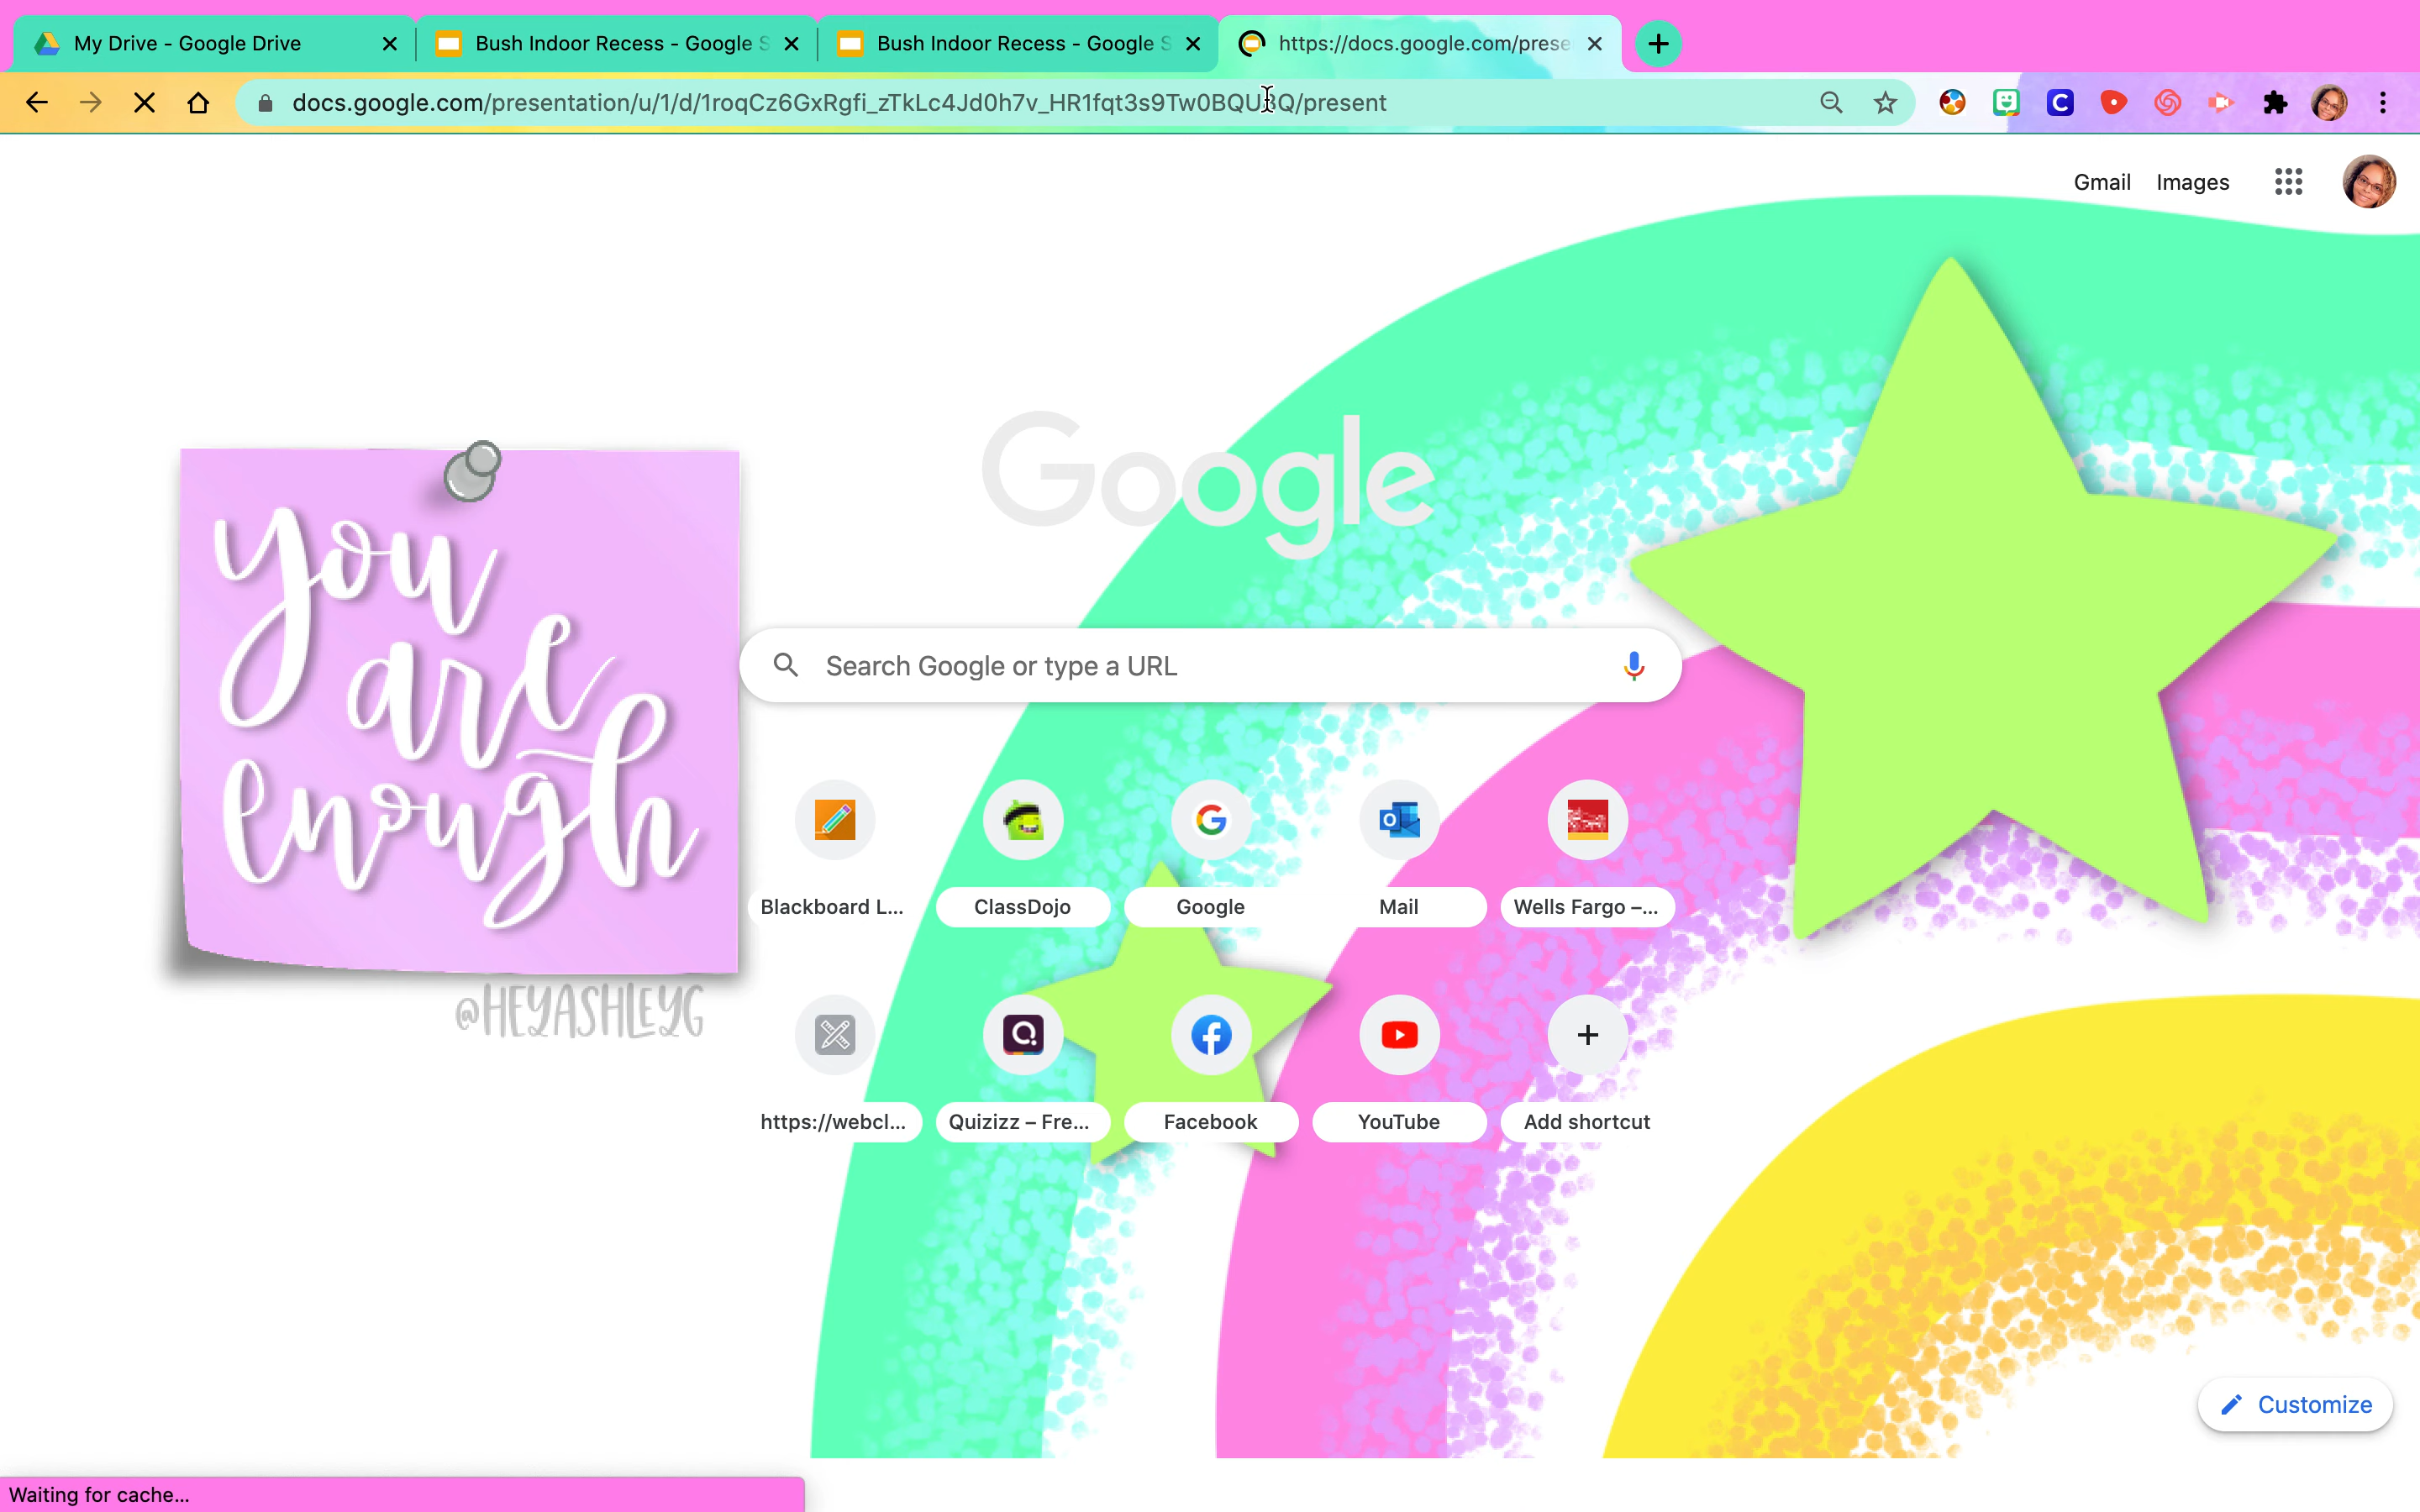 My Drive - Google Drive
Bush Indoor Recess - Google S
Bush Indoor Recess - Google S
https://docs.google.com/prese
docs.google.com/presentation/u/1/d/1roqCz6GxRgfi_zTkLc4Jd0h7v_HR1fqt3s9Tw0BQUBQ/present
Gmail Images
Google
you
are
enough
@HEYASHLEYG
Search Google or type a URL
Blackboard L...
ClassDojo
Google
Mail
Wells Fargo –...
https://webcl...
Quizizz – Fre...
Facebook
YouTube
Add shortcut
Customize
Waiting for cache...